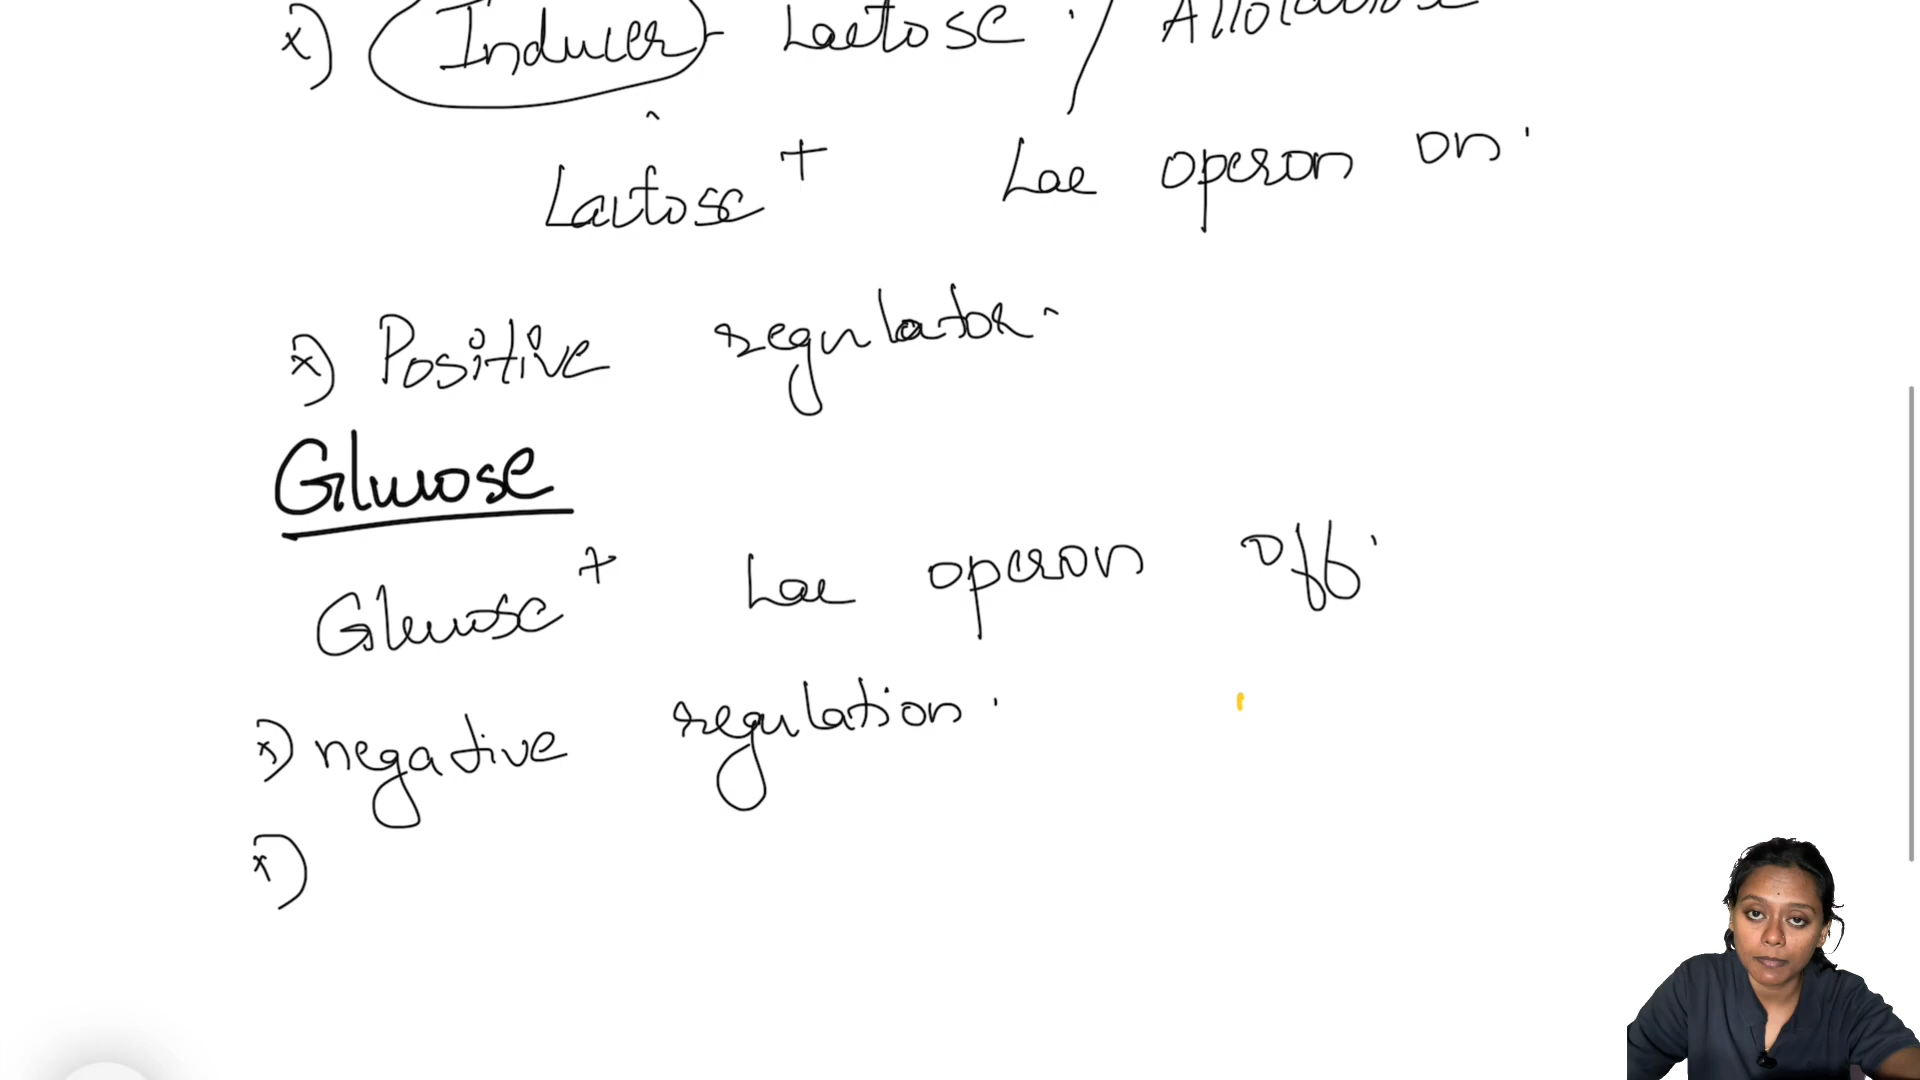 *) Inducer - Lactose. / Allolactose
Lactose + Lac operon on.
*) Positive regulator.
Glucose
Glucose + Lac operon off.
*) negative regulation.
*)